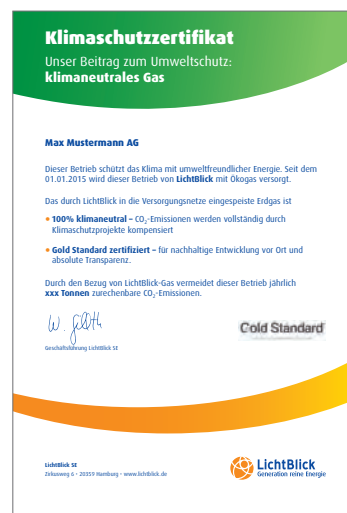 Klimaschutzzertifikat
Unser Beitrag zum Umweltschutz:
klimaneutrales Gas
Max Mustermann AG
Dieser Betrieb schützt das Klima mit umweltfreundlicher Energie. Seit dem
01.01.2015 wird dieser Betrieb von LichtBlick mit Ökogas versorgt.
Das durch LichtBlick in die Versorgungsnetze eingespeiste Erdgas ist
• 100% klimaneutral – CO₂-Emissionen werden vollständig durch
Klimaschutzprojekte kompensiert
• Gold Standard zertifiziert – für nachhaltige Entwicklung vor Ort und
absolute Transparenz.
Durch den Bezug von LichtBlick-Gas vermeidet dieser Betrieb jährlich
xxx Tonnen zurechenbare CO₂-Emissionen.
Geschäftsführung LichtBlick SE
Gold Standard
LichtBlick SE
Zirkusweg 6 • 20359 Hamburg • www.lichtblick.de
LichtBlick
Generation reine Energie